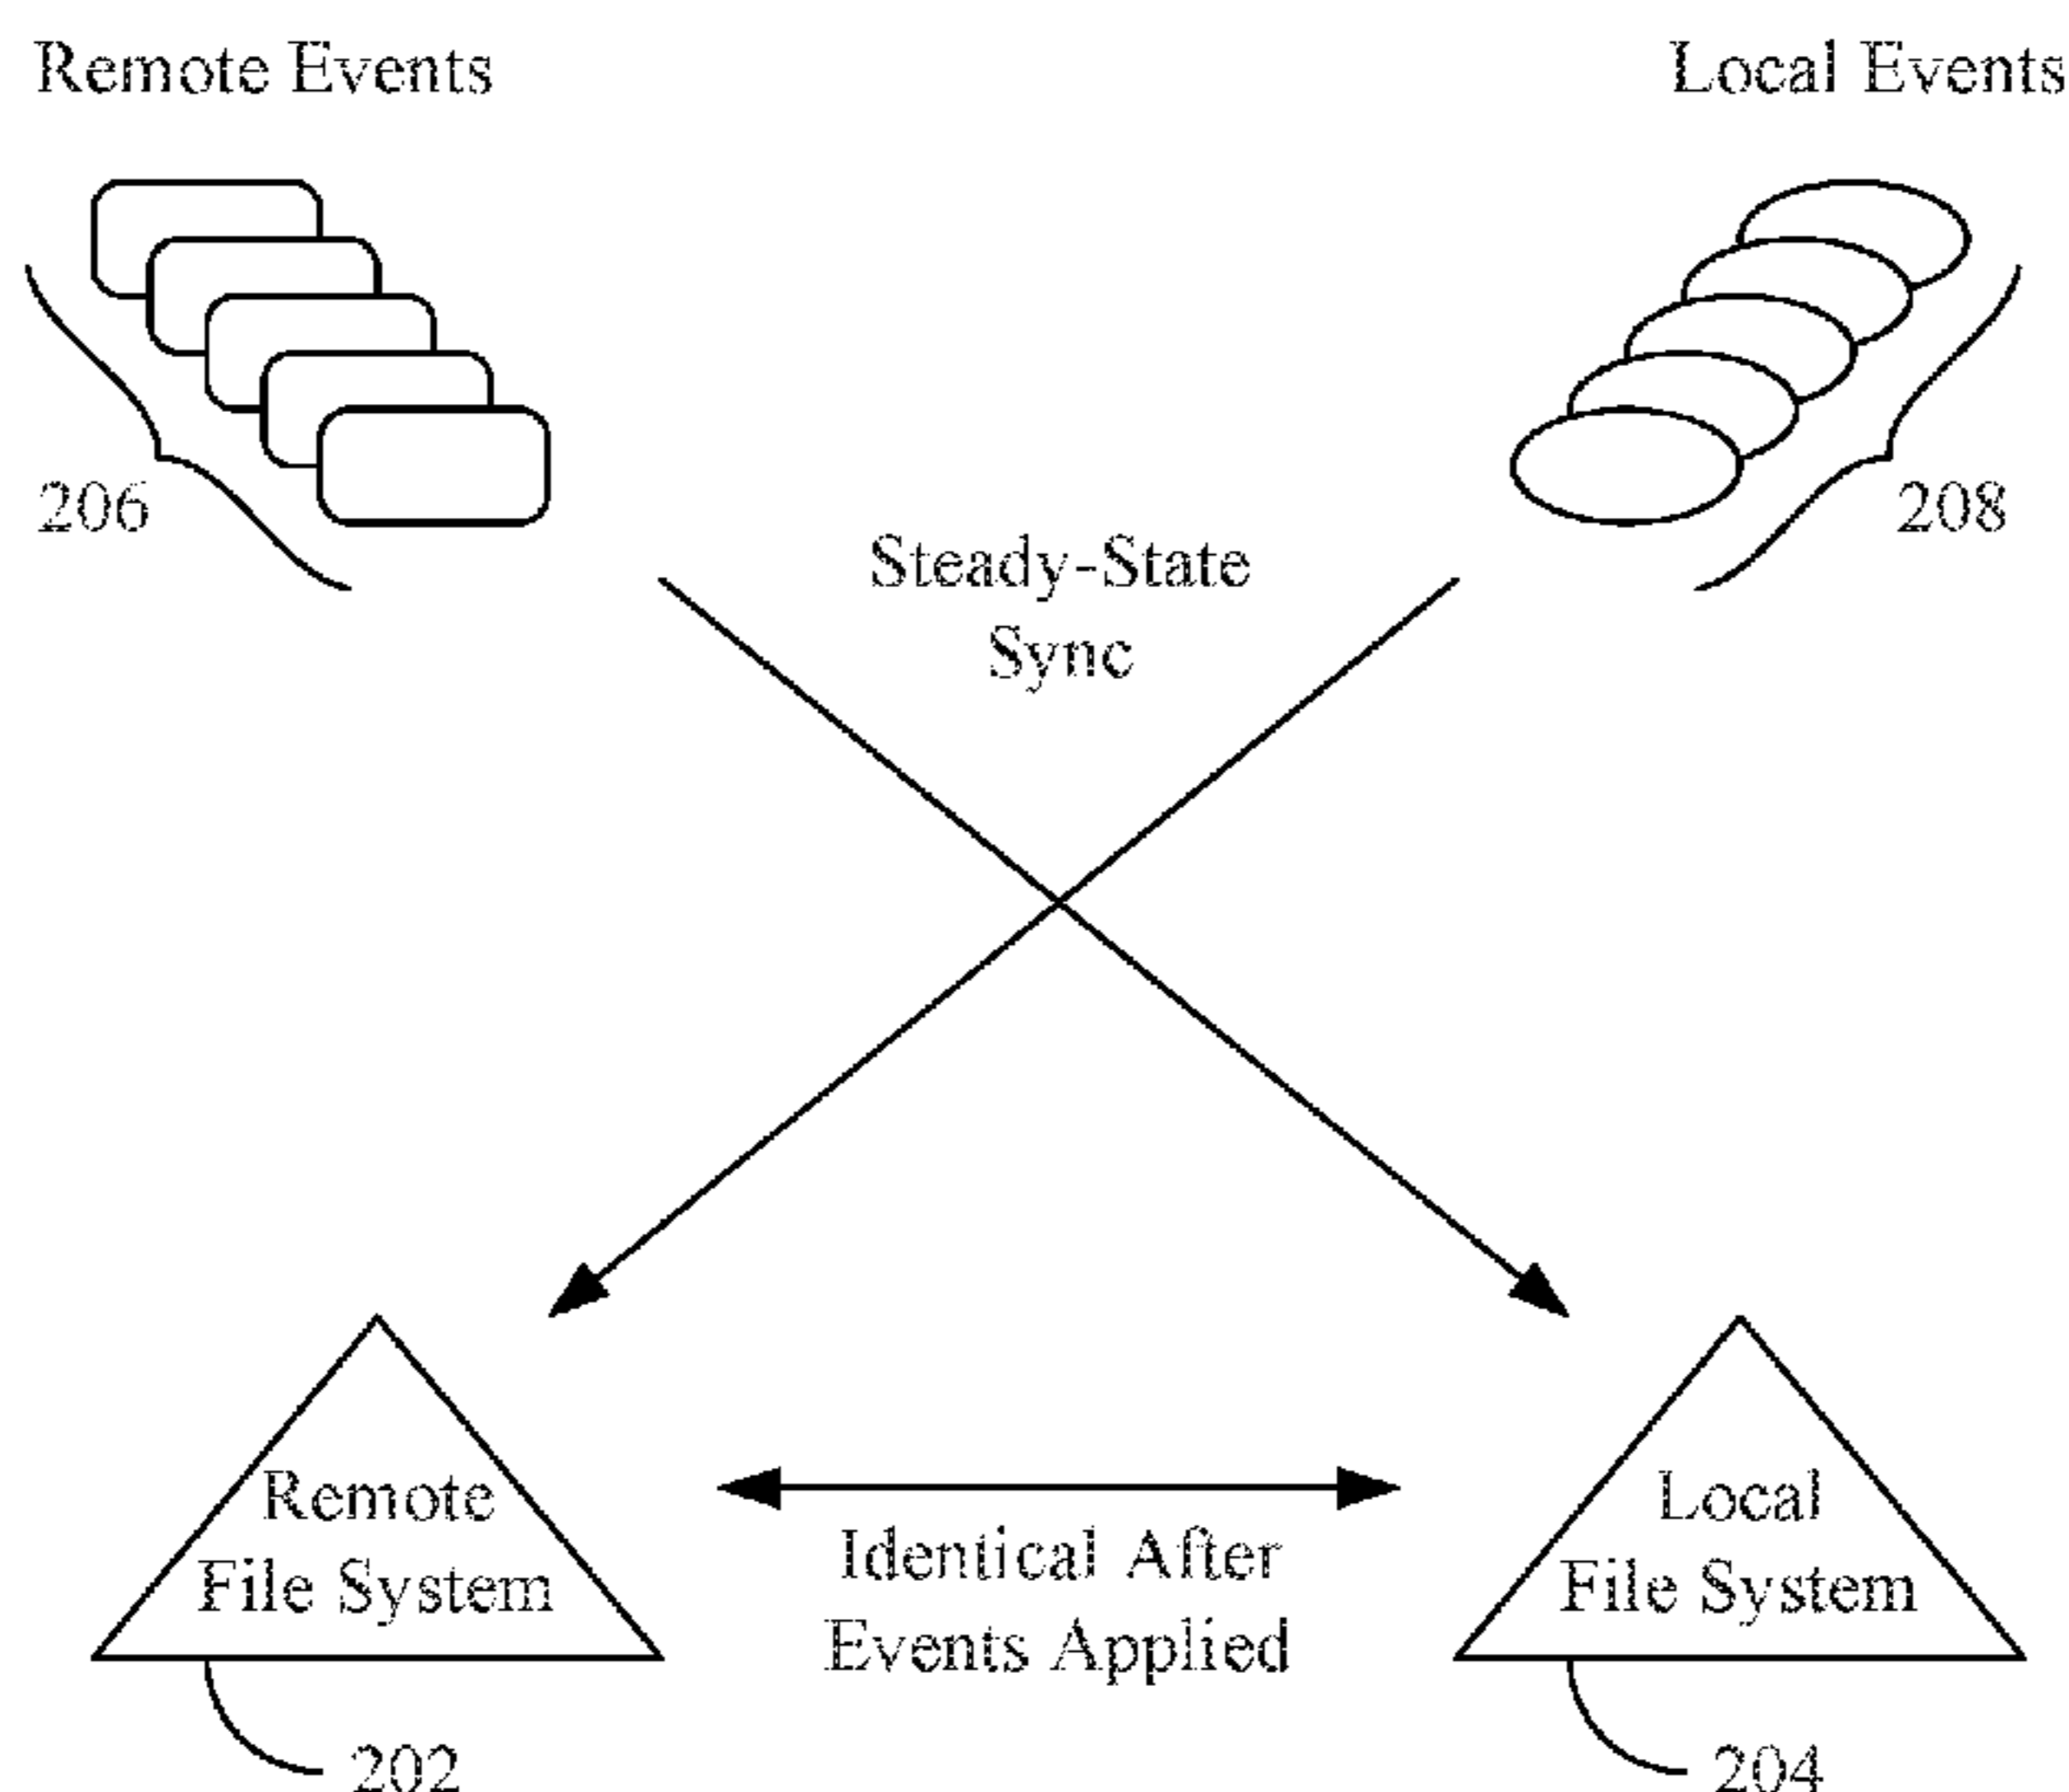 Remote Events
Local Events
206
208
Steady-State
Sync
Remote
File System
Identical After
Events Applied
Local
File System
202
204